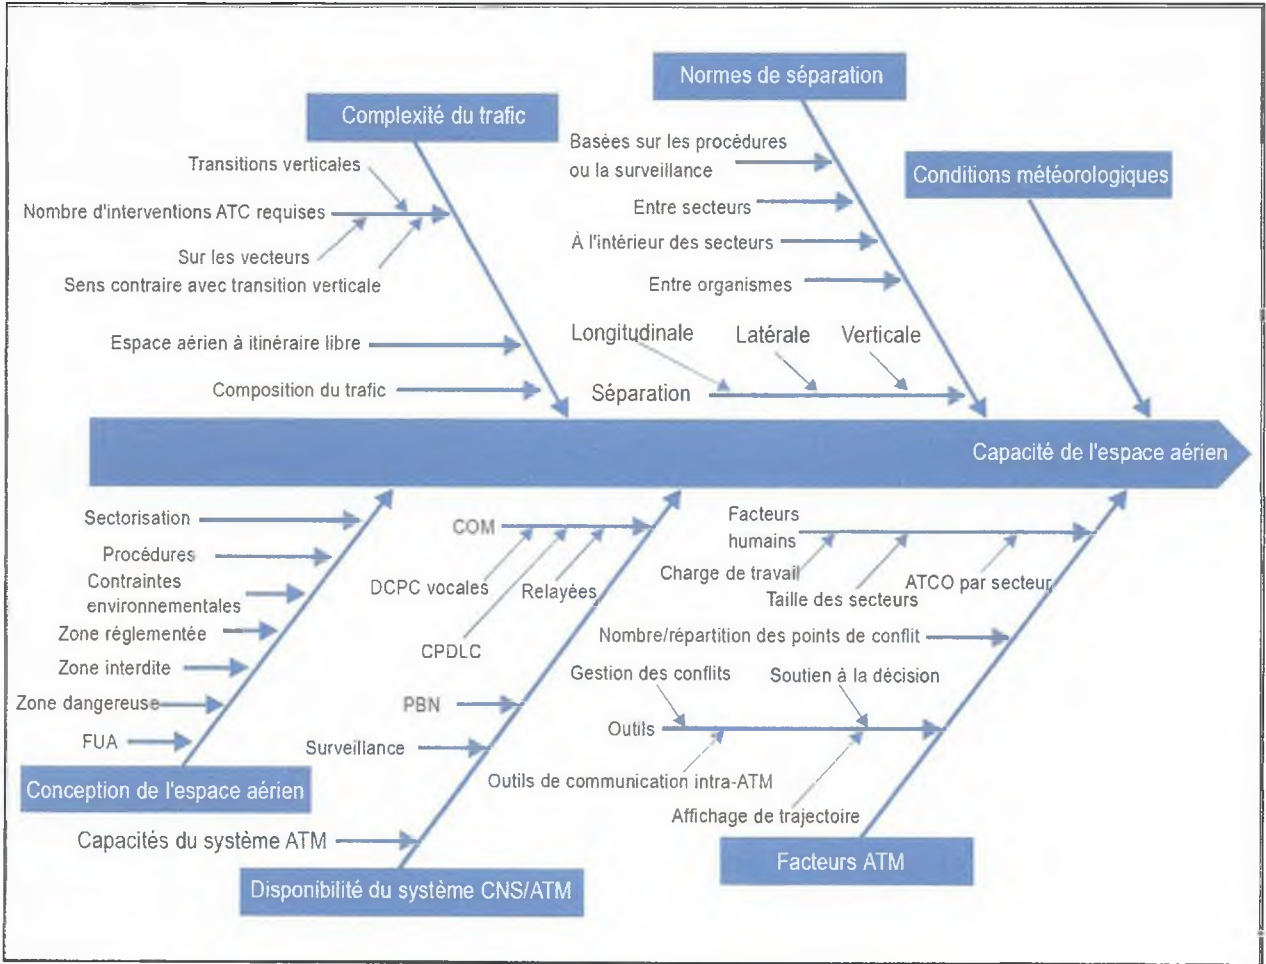 Normes de séparation
Complexité du trafic
Basées sur les procédures
ou la surveillance
Conditions météorologiques
Transitions verticales
Nombre d'interventions ATC requises
Entre secteurs
À l'intérieur des secteurs
Sur les vecteurs
Sens contraire avec transition verticale
Entre organismes
Longitudinale
Latérale
Verticale
Espace aérien à itinéraire libre
Composition du trafic
Séparation
Capacité de l'espace aérien
Sectorisation
COM
Facteurs
humains
Procédures
Contraintes
environnementales
DCPC vocales
Relayées
Charge de travail
Taille des secteurs
ATCO par secteur
Zone réglementée
CPDLC
Nombre/répartition des points de conflit
Zone interdite
Gestion des conflits
Soutien à la décision
Zone dangereuse
PBN
FUA
Surveillance
Outils
Conception de l'espace aérien
Outils de communication intra-ATM
Affichage de trajectoire
Capacités du système ATM
Disponibilité du système CNS/ATM
Facteurs ATM